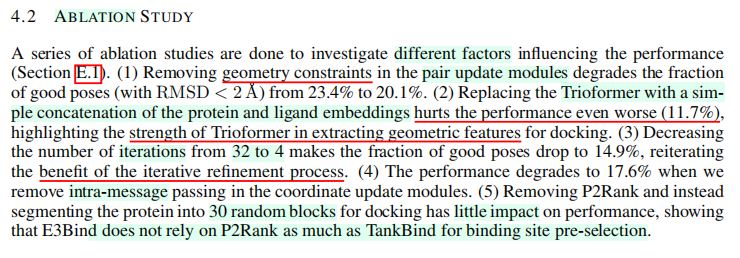 4.2 ABLATION STUDY
A series of ablation studies are done to investigate different factors influencing the performance
(Section E.1). (1) Removing geometry constraints in the pair update modules degrades the fraction
of good poses (with RMSD < 2 Å) from 23.4% to 20.1%. (2) Replacing the Trioformer with a sim-
ple concatenation of the protein and ligand embeddings hurts the performance even worse (11.7%),
highlighting the strength of Trioformer in extracting geometric features for docking. (3) Decreasing
the number of iterations from 32 to 4 makes the fraction of good poses drop to 14.9%, reiterating
the benefit of the iterative refinement process. (4) The performance degrades to 17.6% when we
remove intra-message passing in the coordinate update modules. (5) Removing P2Rank and instead
segmenting the protein into 30 random blocks for docking has little impact on performance, showing
that E3Bind does not rely on P2Rank as much as TankBind for binding site pre-selection.